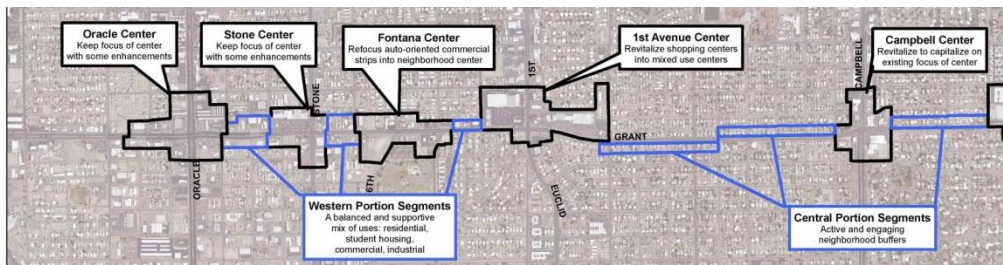 Oracle Center
Keep focus of center
with some enhancements
Stone Center
Keep focus of center
with some enhancements
Fontana Center
Refocus auto-oriented commercial
strips into neighborhood center
1ST
1st Avenue Center
Revitalize shopping centers
into mixed use centers
CAMPBELL
Campbell Center
Revitalize to capitalize on
existing focus of center
STONE
GRANT
ORACLE
6TH
EUCLID
Western Portion Segments
A balanced and supportive
mix of uses: residential,
student housing,
commercial, industrial
Central Portion Segments
Active and engaging
neighborhood buffers